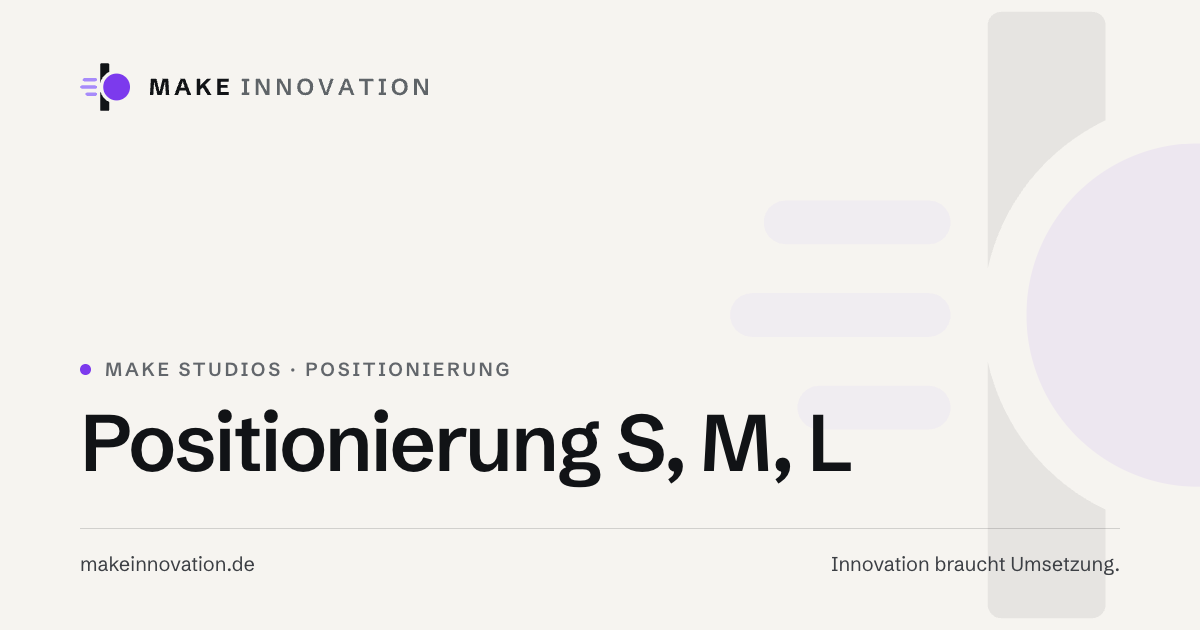 MAKE INNOVATION
MAKE STUDIOS · POSITIONIERUNG
Positionierung S, M, L
makeinnovation.de
Innovation braucht Umsetzung.